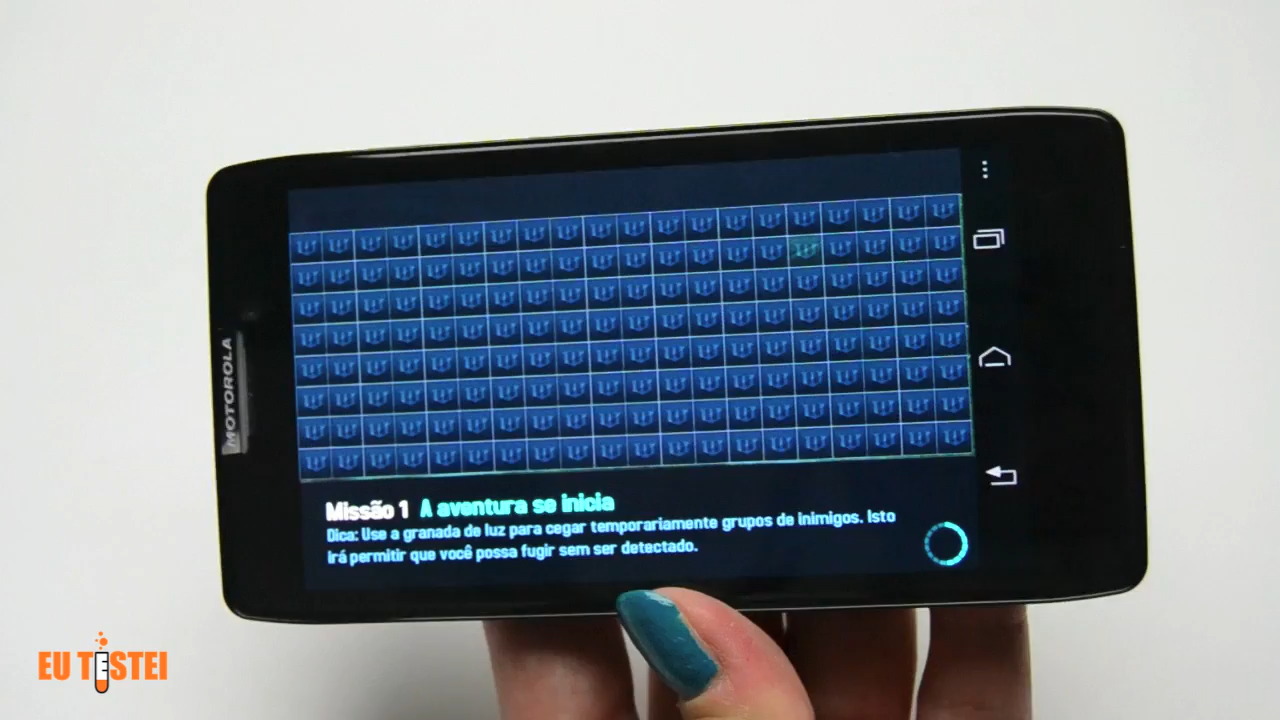 MOTOROLA
Missão 1 A aventura se inicia
Dica: Use a granada de luz para cegar temporariamente grupos de inimigos. Isto
irá permitir que você possa fugir sem ser detectado.
EU TESTEI